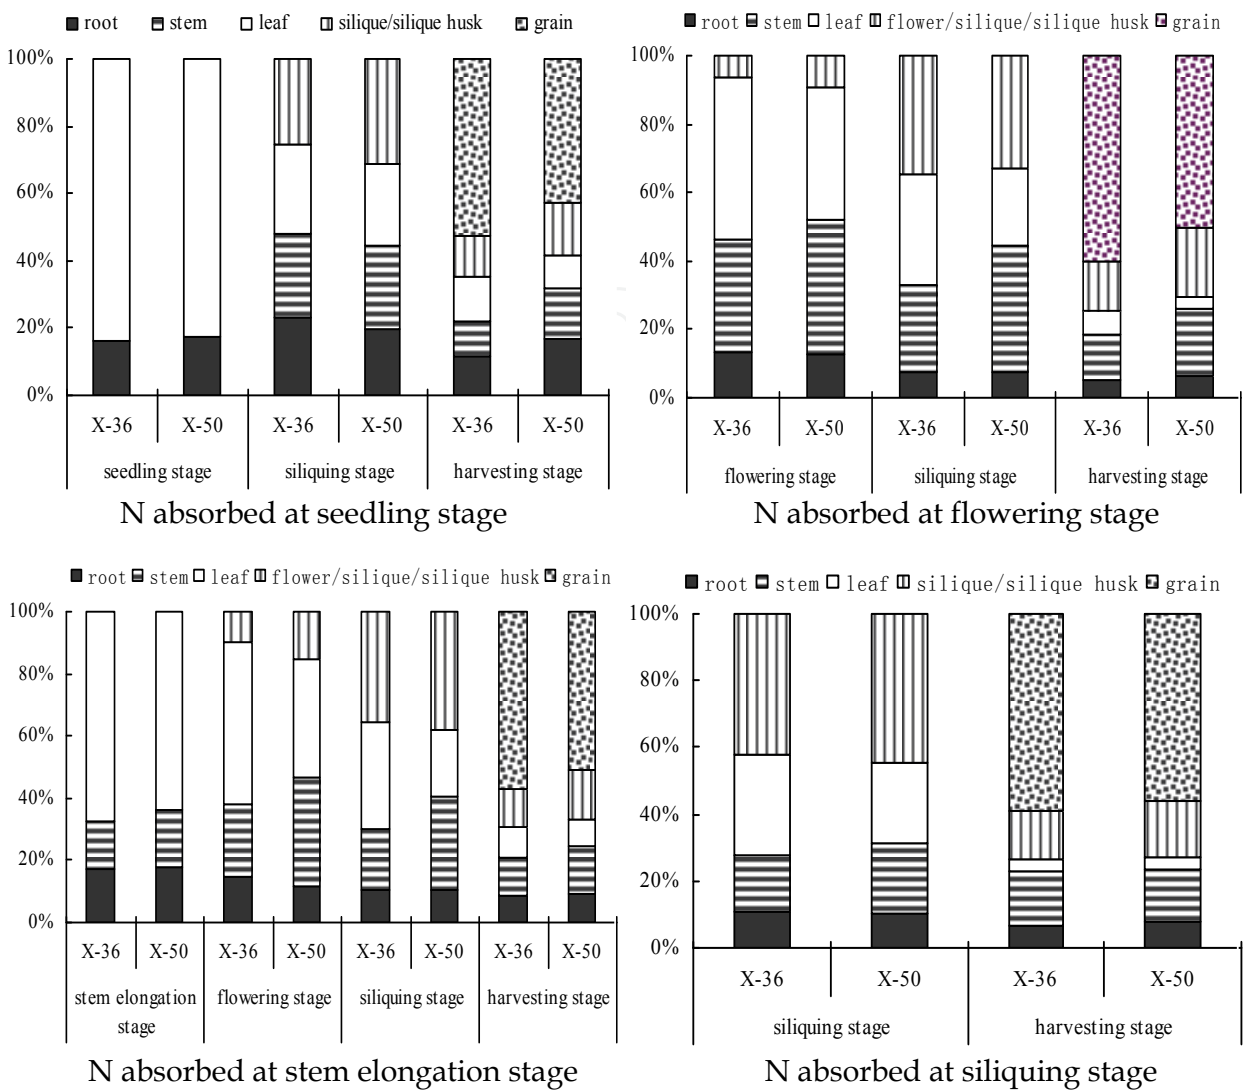 root stem leaf silique/silique husk grain
100%
80%
60%
40%
20%
0%
X-36 X-50 X-36 X-50 X-36 X-50
seedling stage siliquing stage harvesting stage
N absorbed at seedling stage
root stem leaf flower/silique/silique husk grain
100%
80%
60%
40%
20%
0%
X-36 X-50 X-36 X-50 X-36 X-50
flowering stage siliquing stage harvesting stage
N absorbed at flowering stage
root stem leaf flower/silique/silique husk grain
100%
80%
60%
40%
20%
0%
X-36 X-50 X-36 X-50 X-36 X-50 X-36 X-50
stem elongation flowering stage siliquing stage harvesting stage
stage
N absorbed at stem elongation stage
root stem leaf silique/silique husk grain
100%
80%
60%
40%
20%
0%
X-36 X-50 X-36 X-50
siliquing stage harvesting stage
N absorbed at siliquing stage